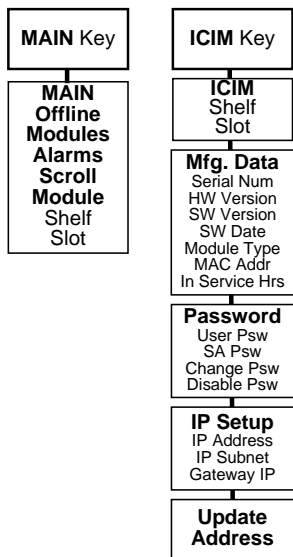 MAIN Key
MAIN
Offline
Modules
Alarms
Scroll
Module
Shelf
Slot
ICIM Key
ICIM
Shelf
Slot
Mfg. Data
Serial Num
HW Version
SW Version
SW Date
Module Type
MAC Addr
In Service Hrs
Password
User Psw
SA Psw
Change Psw
Disable Psw
IP Setup
IP Address
IP Subnet
Gateway IP
Update
Address